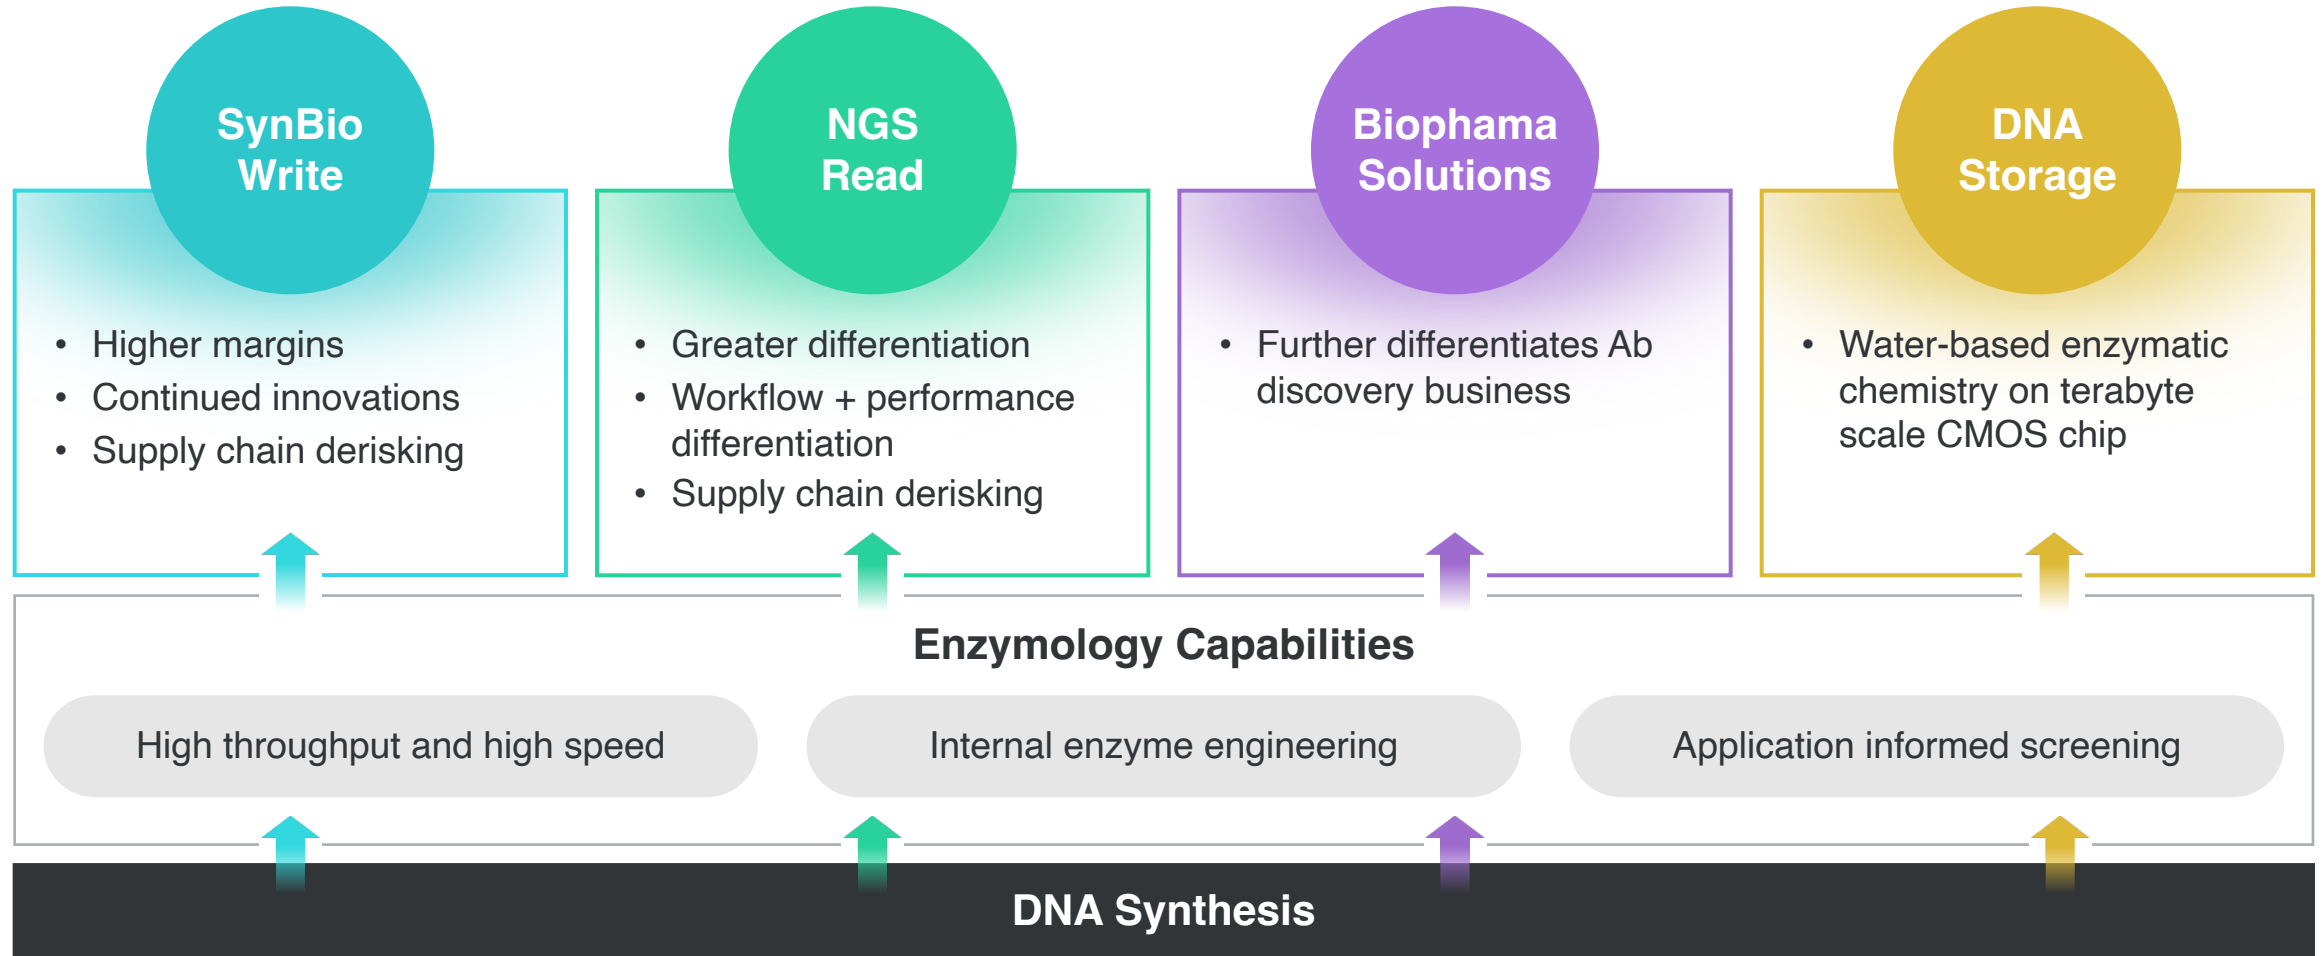 SynBio
Write
NGS
Read
Biophama
Solutions
DNA
Storage
• Higher margins
• Continued innovations
• Supply chain derisking
• Greater differentiation
• Workflow + performance
differentiation
• Supply chain derisking
• Further differentiates Ab
discovery business
• Water-based enzymatic
chemistry on terabyte
scale CMOS chip
Enzymology Capabilities
High throughput and high speed
Internal enzyme engineering
Application informed screening
DNA Synthesis